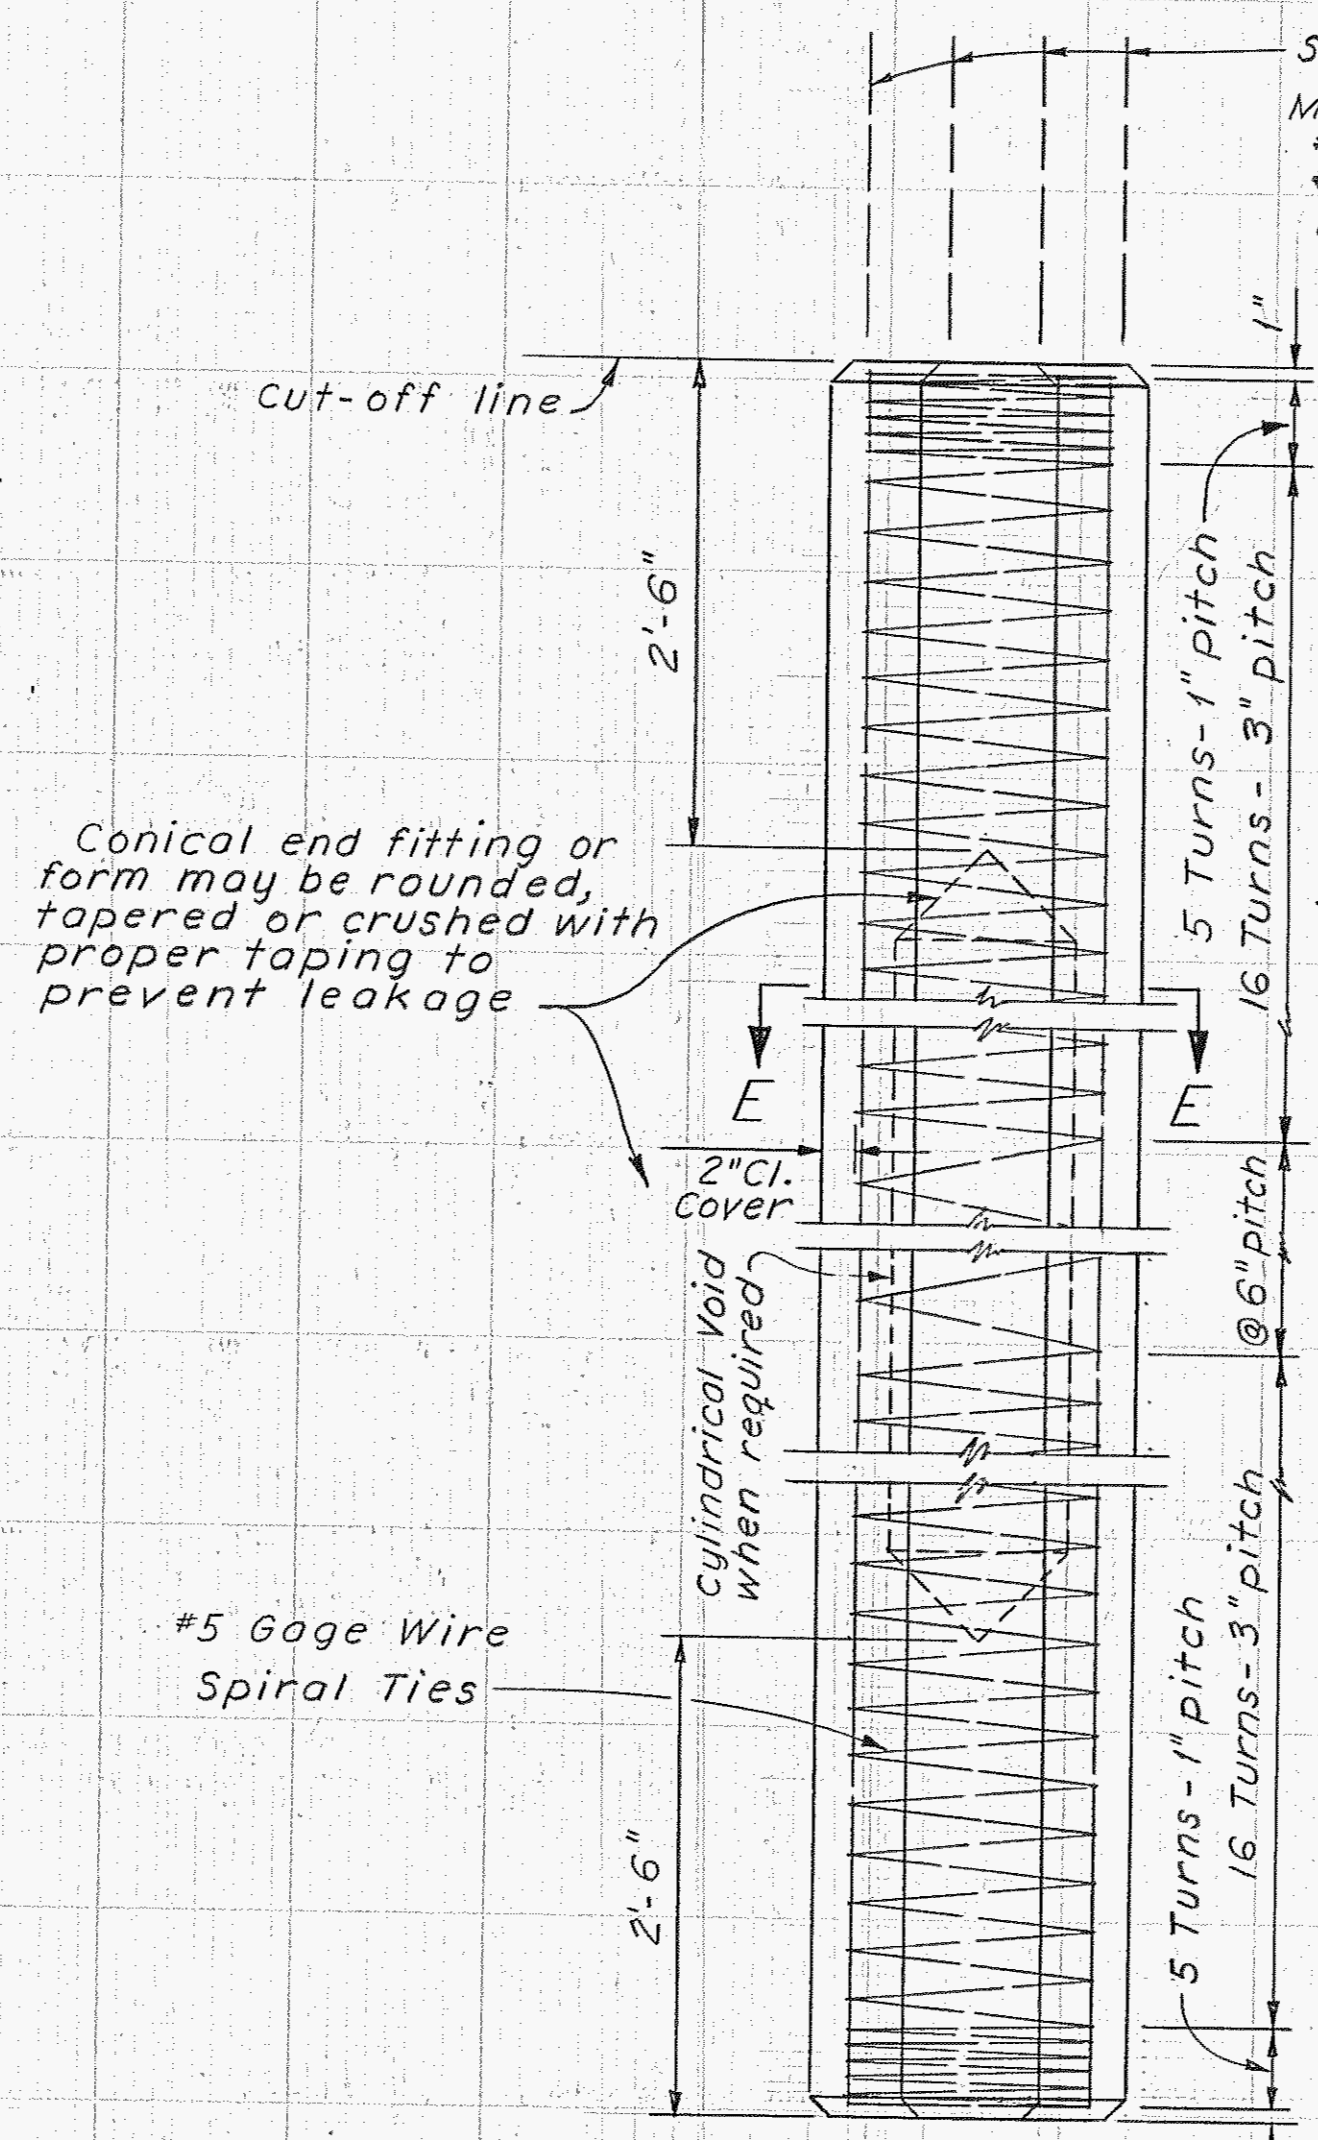 1"
Cut-off line
2'-6"
5 Turns-1" pitch
16 Turns - 3" pitch
Conical end fitting or
form may be rounded,
tapered or crushed with
proper taping to
prevent leakage
E
E
2"Cl.
Cover
@6"pitch
Cylindrical Void
when required
#5 Gage Wire
Spiral Ties
2'-6"
5 Turns-1" pitch
16 Turns-3" pitch